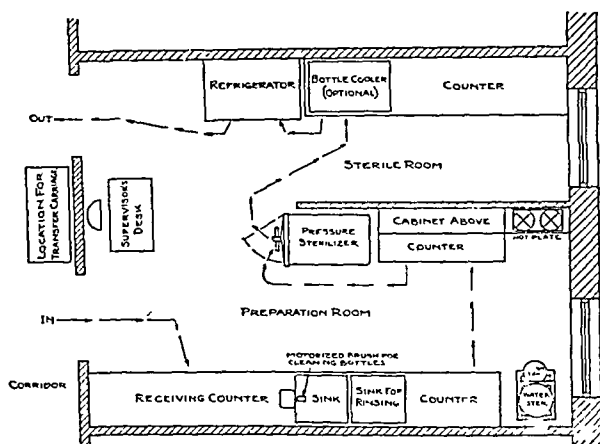 REFRIGERATOR
BOTTLE COOLER
(OPTIONAL)
COUNTER
OUT
STERILE ROOM
LOCATION FOR
TRANSFER CARRIAGE
SUPERVISOR'S
DESK
PRESSURE
STERILIZER
CABINET ABOVE
COUNTER
HOT PLATE
IN
PREPARATION ROOM
MOTORIZED BRUSH FOR
CLEANING BOTTLES
CORRIDOR
RECEIVING COUNTER
SINK
SINK FOR
RINSING
COUNTER
WATER